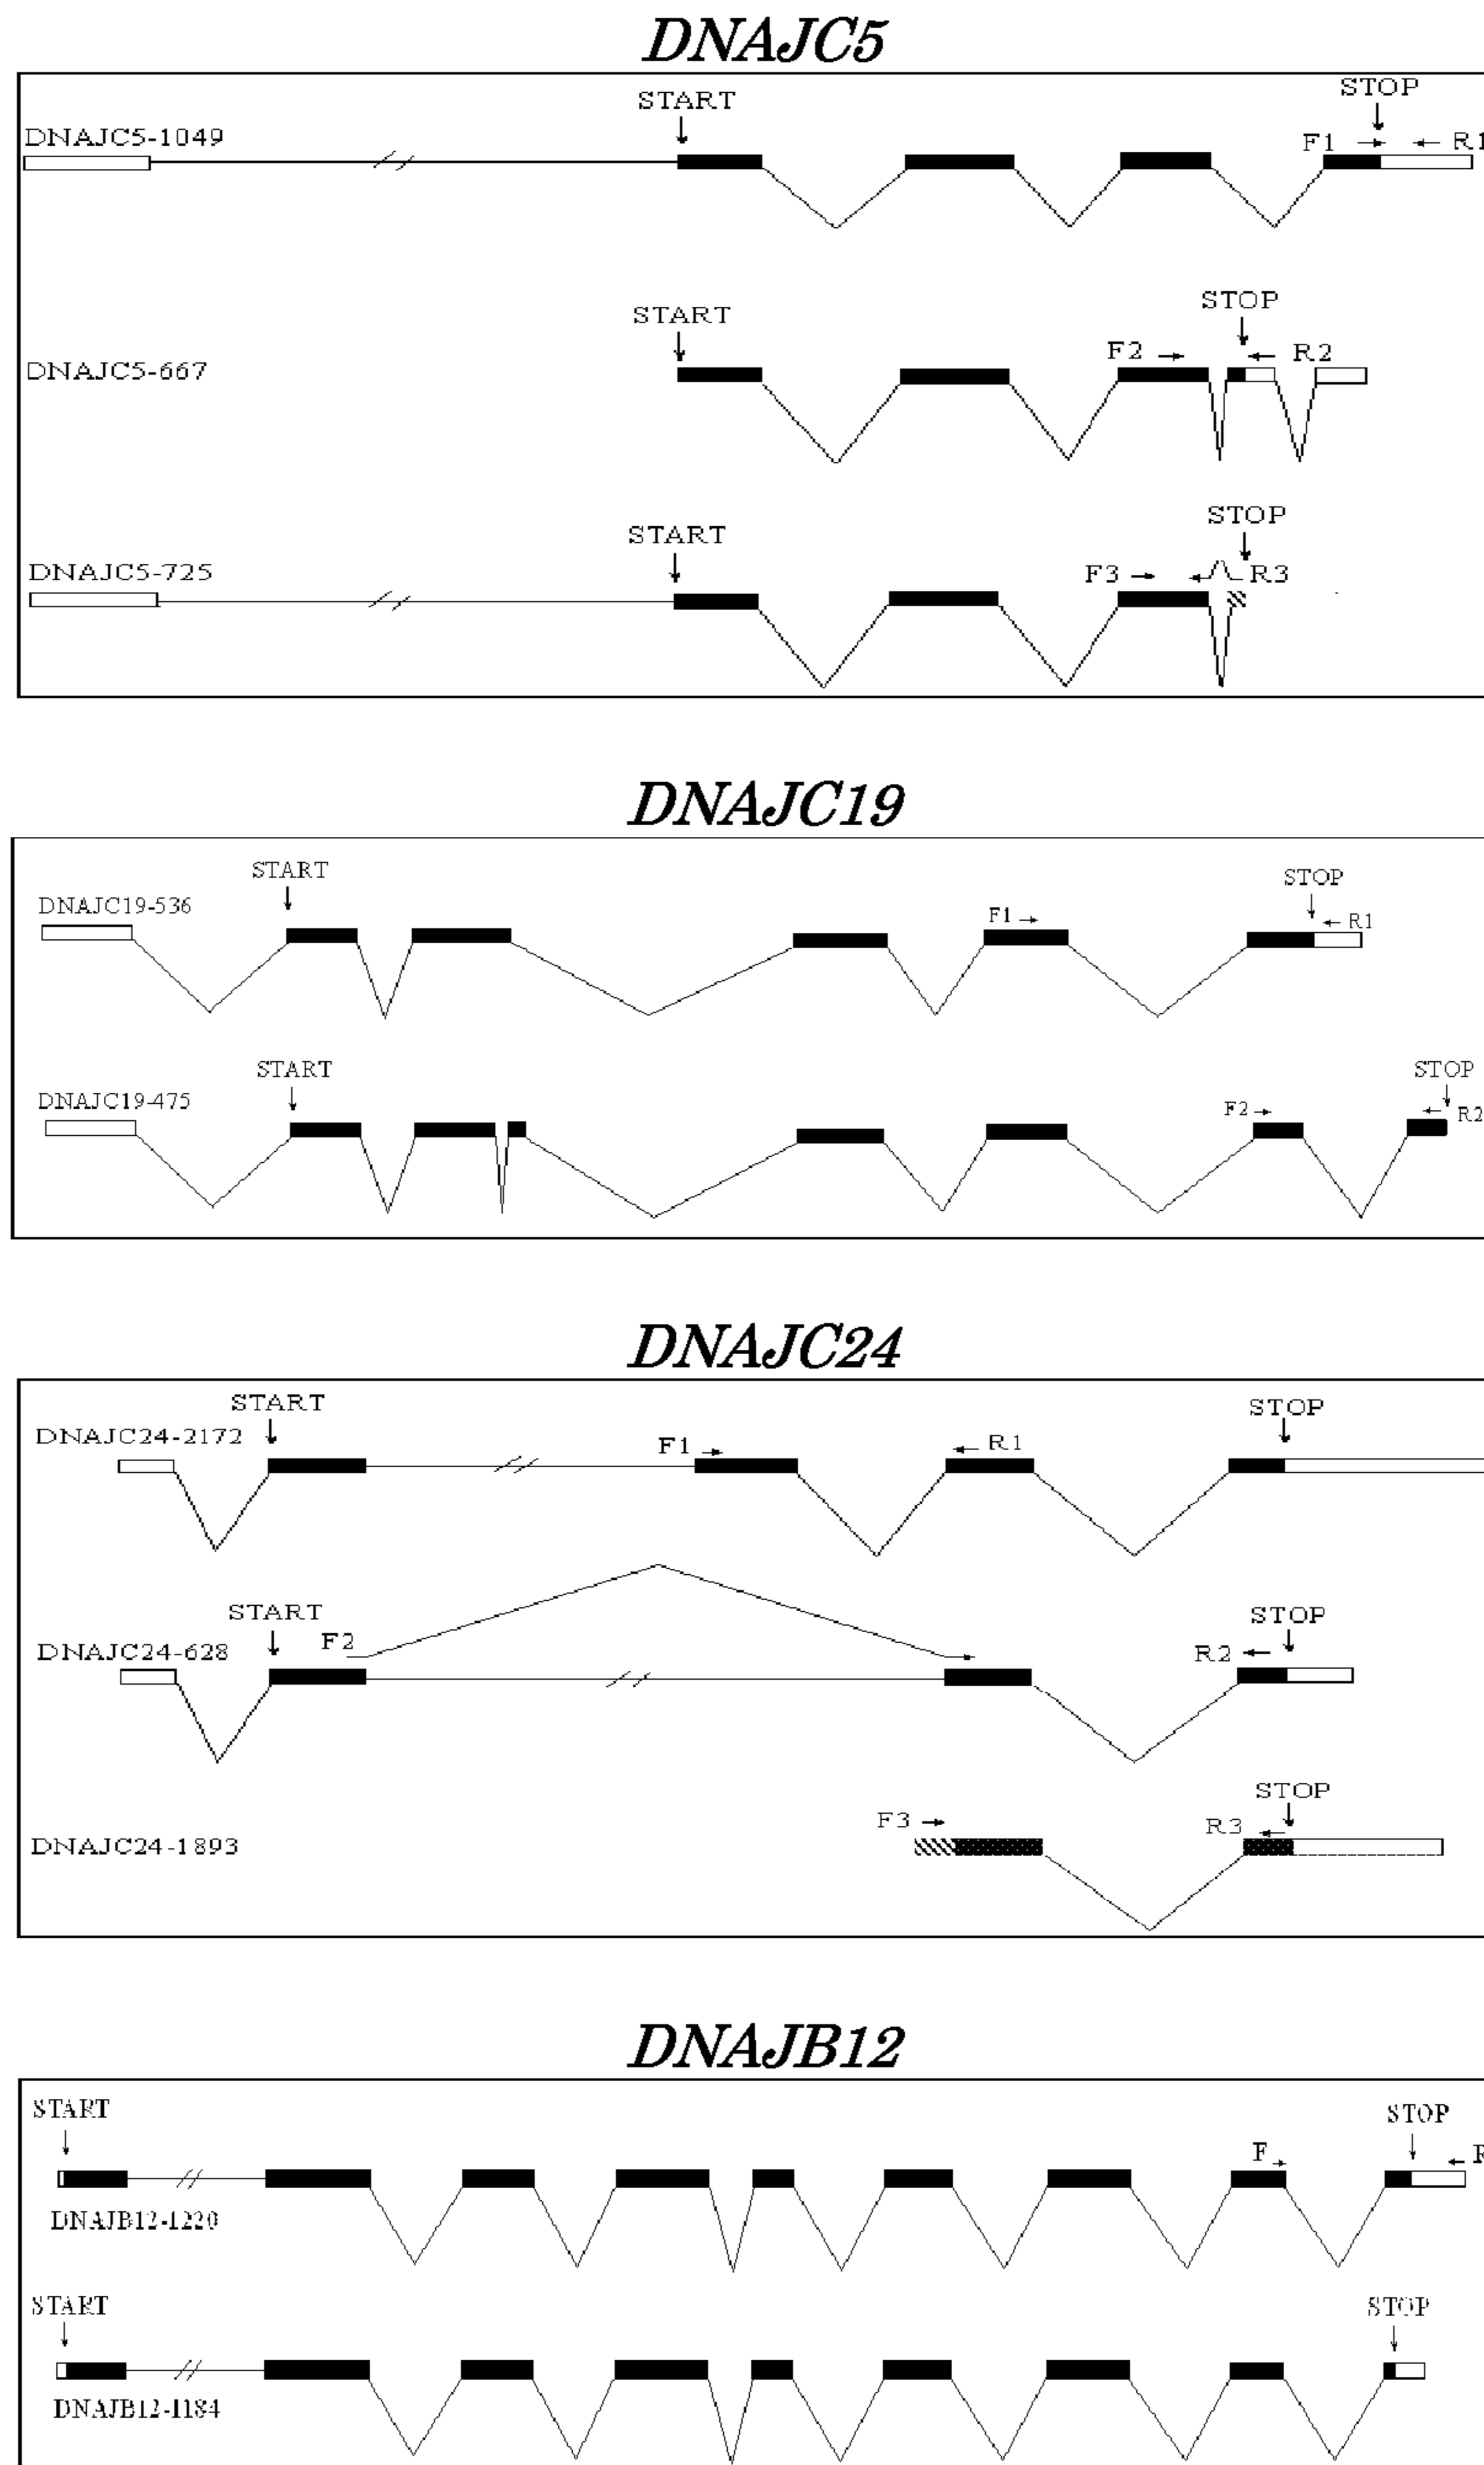 DNAJC5
START
STOP
DNAJC5-1049
F1
R1
START
STOP
DNAJC5-667
F2
R2
START
STOP
DNAJC5-725
F3
R3
DNAJC19
START
STOP
DNAJC19-536
F1
R1
START
STOP
DNAJC19-475
F2
R2
DNAJC24
START
STOP
DNAJC24-2172
F1
R1
START
STOP
DNAJC24-628
F2
R2
STOP
DNAJC24-1893
F3
R3
DNAJB12
START
STOP
F
R
DNAJB12-1220
START
STOP
DNAJB12-1184